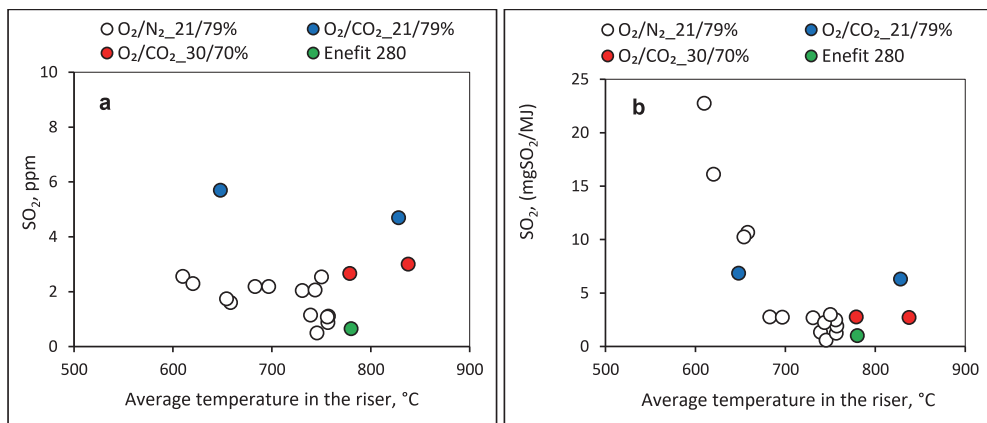 O₂/N₂_21/79% O₂/CO₂_21/79%
O₂/CO₂_30/70% Enefit 280
a
SO₂, ppm
10
8
6
4
2
0
500 600 700 800 900
Average temperature in the riser, °C
O₂/N₂_21/79% O₂/CO₂_21/79%
O₂/CO₂_30/70% Enefit 280
b
SO₂, (mgSO₂/MJ)
25
20
15
10
5
0
500 600 700 800 900
Average temperature in the riser, °C